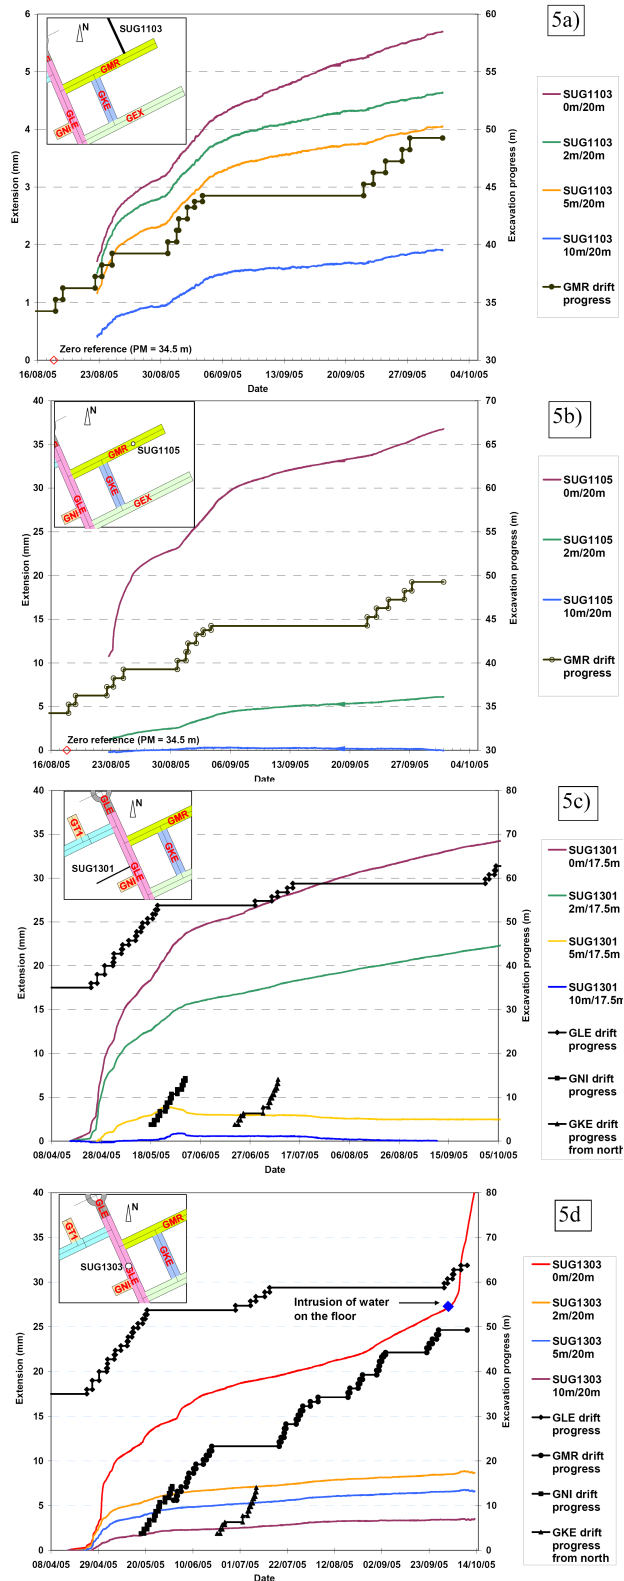 5a)
6
5
4
3
2
1
0
Extension (mm)
60
55
50
45
40
35
30
Excavation progress (m)
N
SUG1103
GMR
GKE
GLE
GNI
GEX
Zero reference (PM = 34.5 m)
16/08/05 23/08/05 30/08/05 06/09/05 13/09/05 20/09/05 27/09/05 04/10/05
Date
SUG1103
0m/20m
SUG1103
2m/20m
SUG1103
5m/20m
SUG1103
10m/20m
GMR drift
progress
5b)
40
35
30
25
20
15
10
5
0
Extension (mm)
70
65
60
55
50
45
40
35
30
Excavation progress (m)
N
GMR
SUG1105
GKE
GLE
GNI
GEX
Zero reference (PM = 34.5 m)
16/08/05 23/08/05 30/08/05 06/09/05 13/09/05 20/09/05 27/09/05 04/10/05
Date
SUG1105
0m/20m
SUG1105
2m/20m
SUG1105
10m/20m
GMR drift
progress
5c)
40
35
30
25
20
15
10
5
0
Extension (mm)
80
70
60
50
40
30
20
10
0
Excavation progress (m)
GLE
N
GT1
GMR
GKE
SUG1301
GLE
GNI
08/04/05 28/04/05 18/05/05 07/06/05 27/06/05 17/07/05 06/08/05 26/08/05 15/09/05 05/10/05
Date
SUG1301
0m/17.5m
SUG1301
2m/17.5m
SUG1301
5m/17.5m
SUG1301
10m/17.5m
GLE drift
progress
GNI drift
progress
GKE drift
progress
from north
5d
40
35
30
25
20
15
10
5
0
Extension (mm)
80
70
60
50
40
30
20
10
0
Excavation progress (m)
GLE
N
GT1
GMR
GKE
SUG1303
GLE
GNI
Intrusion of water
on the floor
08/04/05 29/04/05 20/05/05 10/06/05 01/07/05 22/07/05 12/08/05 02/09/05 23/09/05 14/10/05
Date
SUG1303
0m/20m
SUG1303
2m/20m
SUG1303
5m/20m
SUG1303
10m/20m
GLE drift
progress
GMR drift
progress
GNI drift
progress
GKE drift
progress
from north